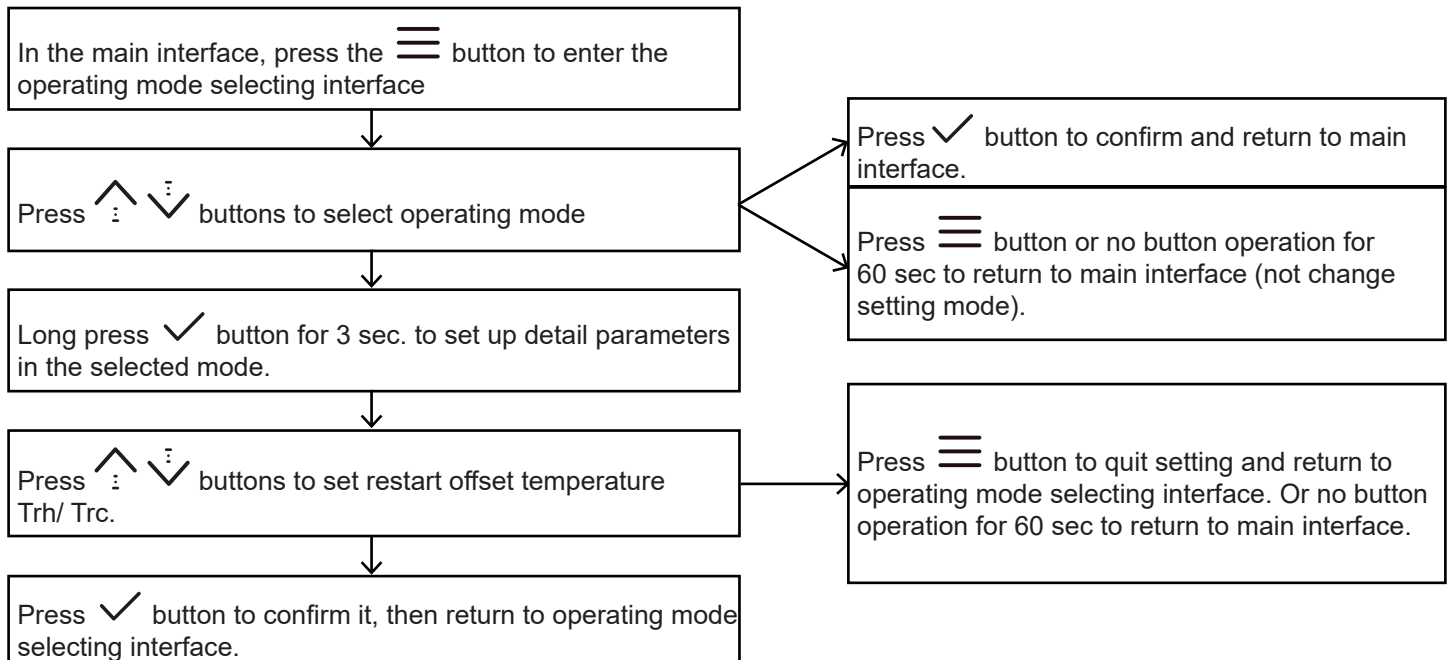 In the main interface, press the button to enter the
operating mode selecting interface
Press buttons to select operating mode
Press button to confirm and return to main
interface.
Press button or no button operation for
60 sec to return to main interface (not change
setting mode).
Long press button for 3 sec. to set up detail parameters
in the selected mode.
Press buttons to set restart offset temperature
Trh/ Trc.
Press button to quit setting and return to
operating mode selecting interface. Or no button
operation for 60 sec to return to main interface.
Press button to confirm it, then return to operating mode
selecting interface.